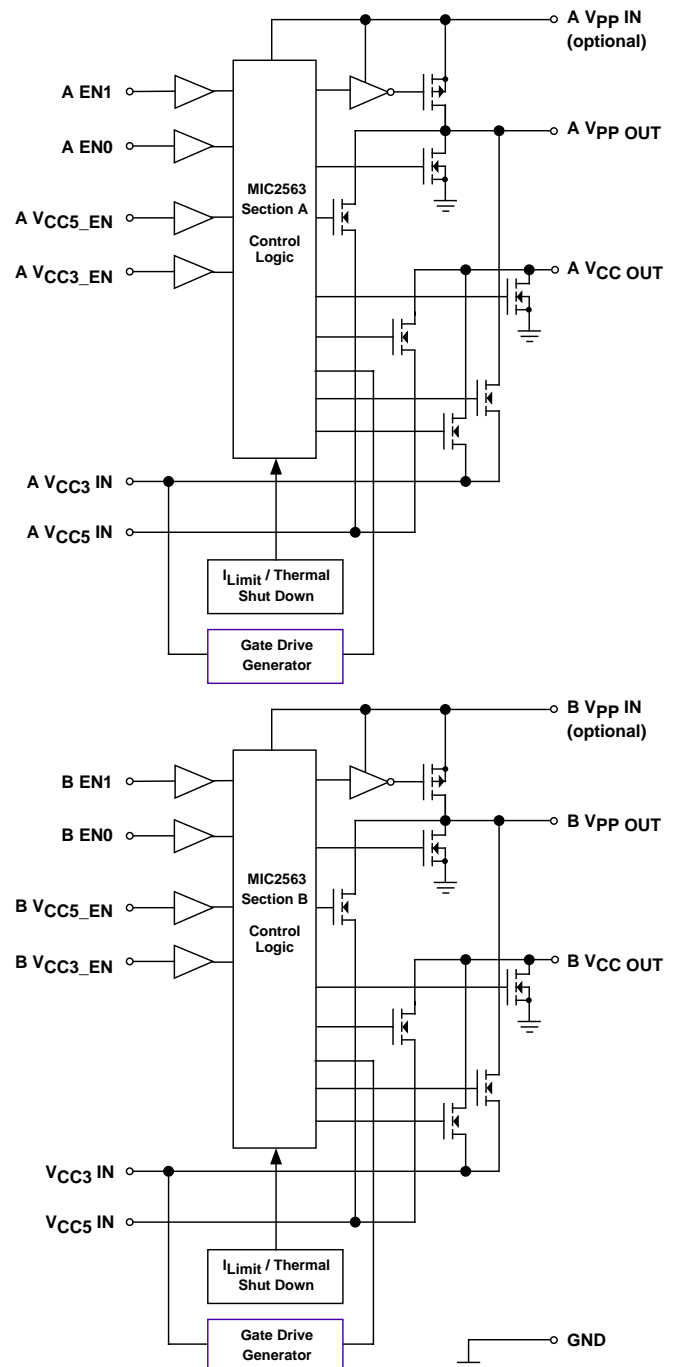 A VPP IN
(optional)
A EN1
A EN0
A VPP OUT
MIC2563
Section A
Control
Logic
A VCC5_EN
A VCC3_EN
A VCC OUT
A VCC3 IN
A VCC5 IN
ILimit / Thermal
Shut Down
Gate Drive
Generator
B VPP IN
(optional)
B EN1
B EN0
B VPP OUT
MIC2563
Section B
Control
Logic
B VCC5_EN
B VCC3_EN
B VCC OUT
VCC3 IN
VCC5 IN
ILimit / Thermal
Shut Down
Gate Drive
Generator
GND